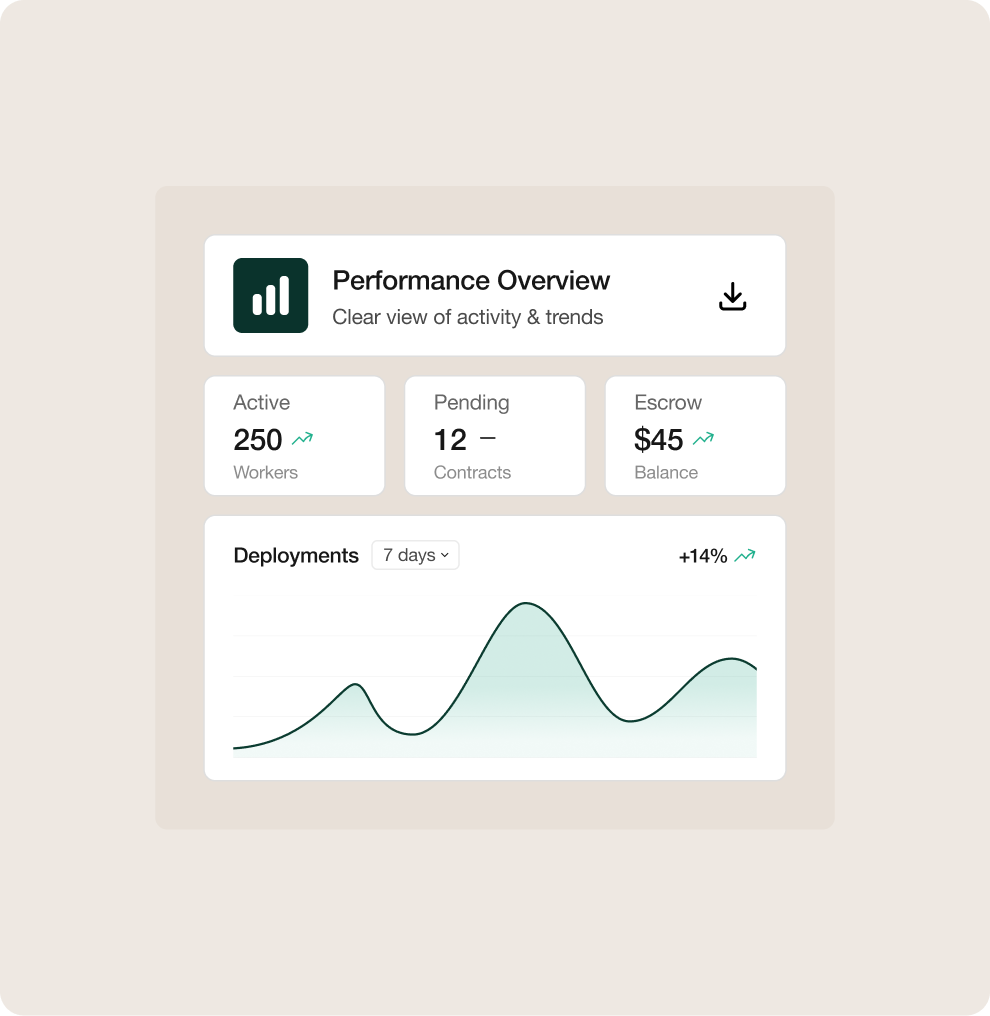 Performance Overview
Clear view of activity & trends
Active
250
Workers
Pending
12
Contracts
Escrow
$45
Balance
Deployments
7 days
+14%